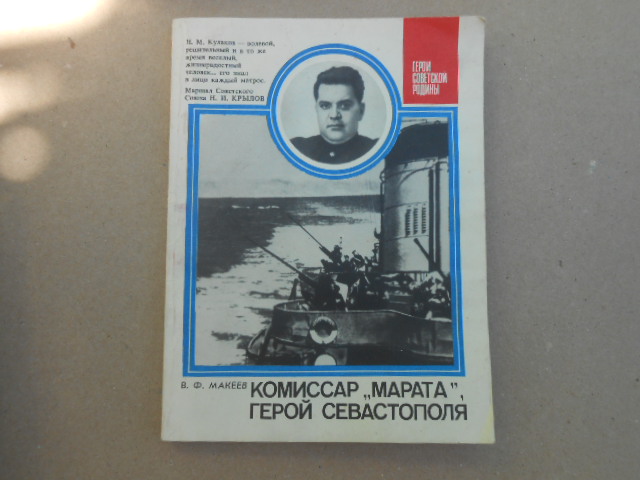 Н. М. Кулаков — волевой,
решительный и в то же
время веселый,
жизнерадостный
человек... его знал
в лицо каждый матрос.
Маршал Советского
Союза Н. И. КРЫЛОВ
ГЕРОИ
СОВЕТСКОЙ
РОДИНЫ
В. Ф. МАКЕЕВ
КОМИССАР „МАРАТА”,
ГЕРОЙ СЕВАСТОПОЛЯ